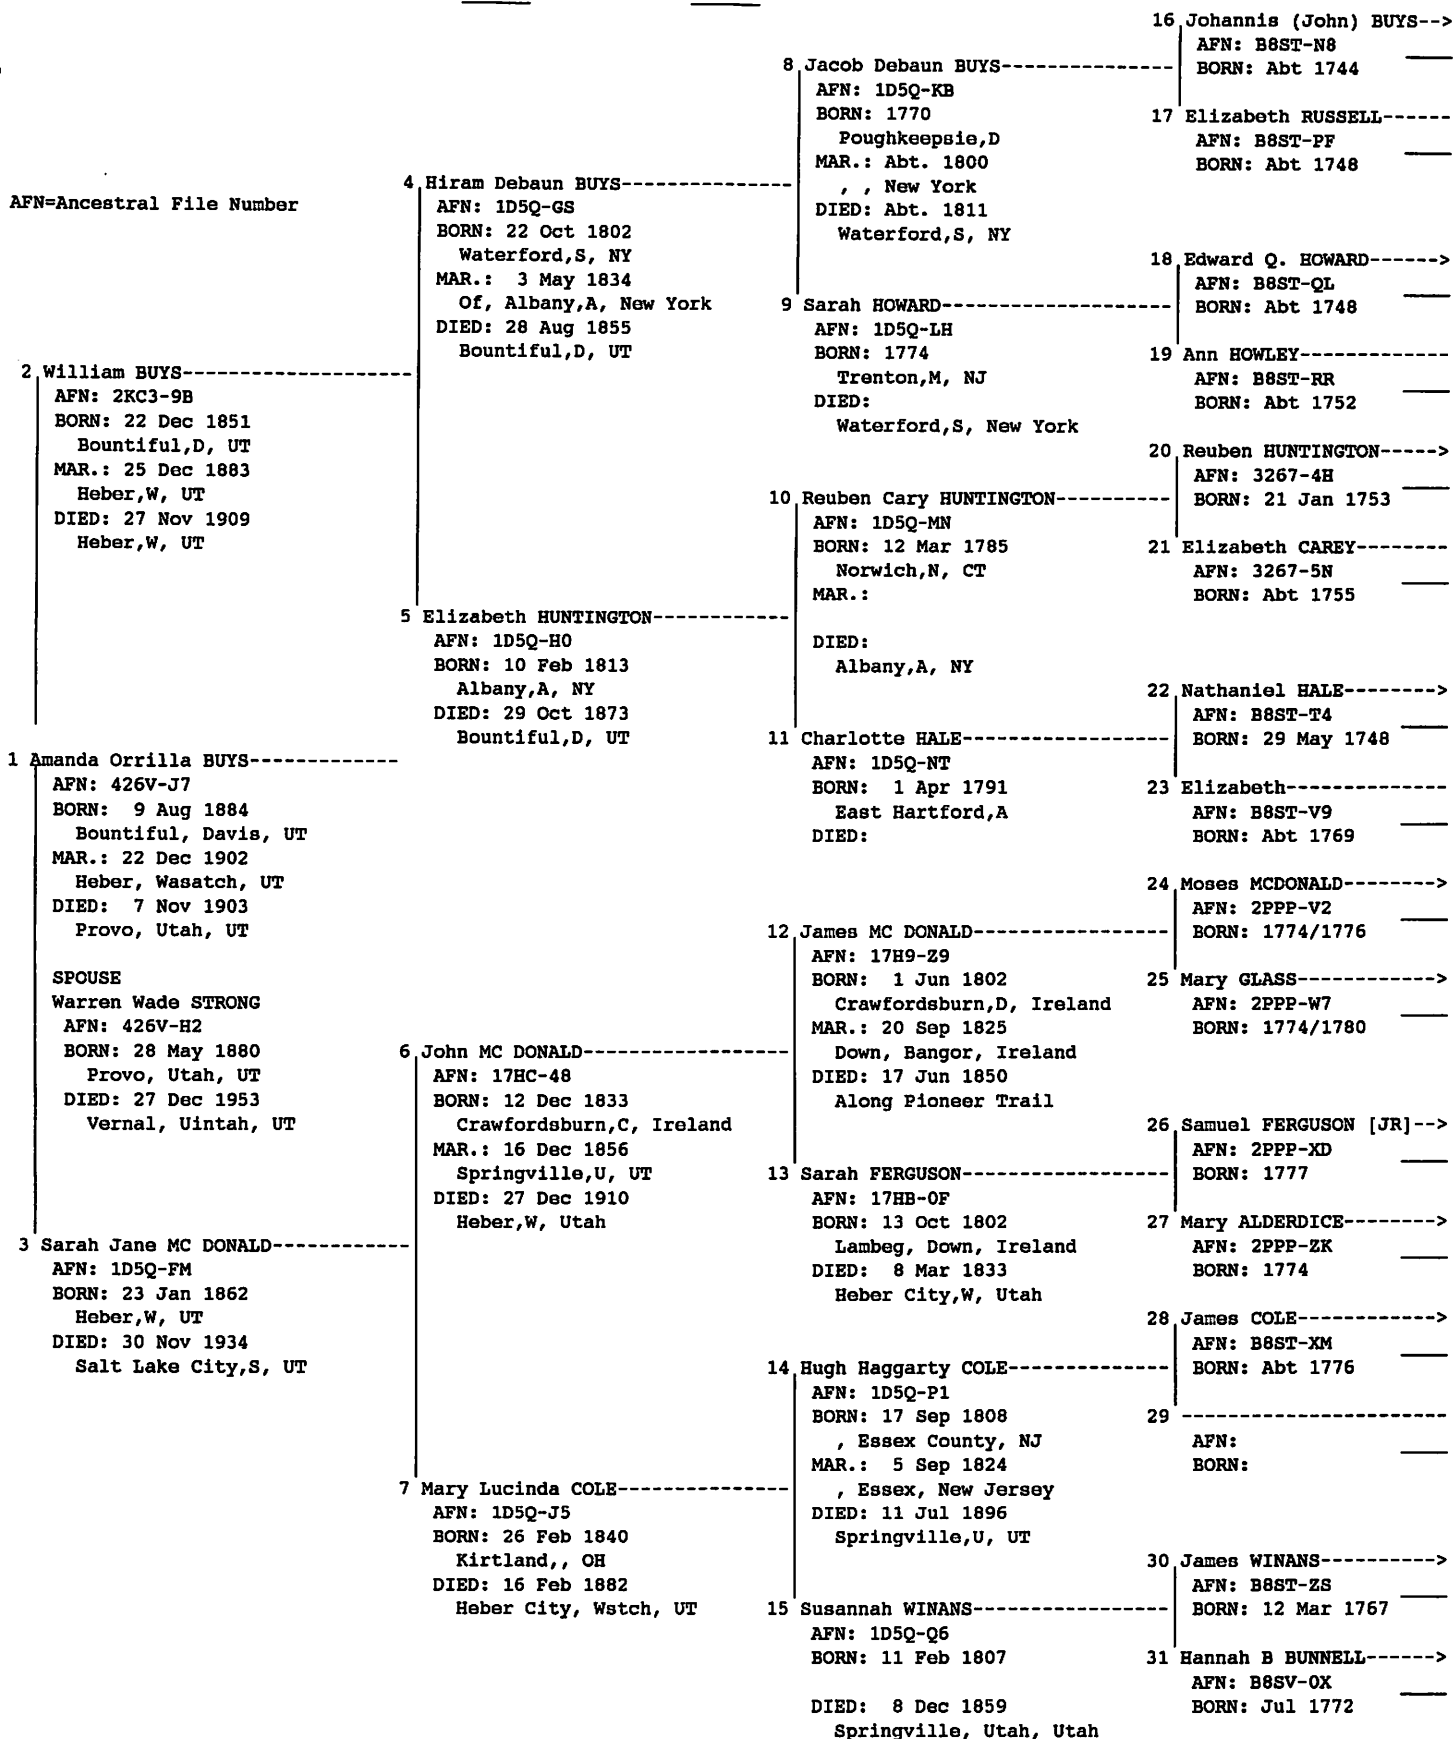 AFN=Ancestral File Number
1 Amanda Orrilla BUYS-------------
AFN: 426V-J7
BORN: 9 Aug 1884
Bountiful, Davis, UT
MAR.: 22 Dec 1902
Heber, Wasatch, UT
DIED: 7 Nov 1903
Provo, Utah, UT
SPOUSE
Warren Wade STRONG
AFN: 426V-H2
BORN: 28 May 1880
Provo, Utah, UT
DIED: 27 Dec 1953
Vernal, Uintah, UT
2 William BUYS--------------------
AFN: 2KC3-9B
BORN: 22 Dec 1851
Bountiful,D, UT
MAR.: 25 Dec 1883
Heber,W, UT
DIED: 27 Nov 1909
Heber,W, UT
3 Sarah Jane MC DONALD------------
AFN: 1D5Q-FM
BORN: 23 Jan 1862
Heber,W, UT
DIED: 30 Nov 1934
Salt Lake City,S, UT
4 Hiram Debaun BUYS---------------
AFN: 1D5Q-GS
BORN: 22 Oct 1802
Waterford,S, NY
MAR.: 3 May 1834
Of, Albany,A, New York
DIED: 28 Aug 1855
Bountiful,D, UT
5 Elizabeth HUNTINGTON------------
AFN: 1D5Q-H0
BORN: 10 Feb 1813
Albany,A, NY
DIED: 29 Oct 1873
Bountiful,D, UT
6 John MC DONALD------------------
AFN: 17HC-48
BORN: 12 Dec 1833
Crawfordsburn,C, Ireland
MAR.: 16 Dec 1856
Springville,U, UT
DIED: 27 Dec 1910
Heber,W, Utah
7 Mary Lucinda COLE---------------
AFN: 1D5Q-J5
BORN: 26 Feb 1840
Kirtland,, OH
DIED: 16 Feb 1882
Heber City, Wstch, UT
8 Jacob Debaun BUYS---------------
AFN: 1D5Q-KB
BORN: 1770
Poughkeepsie,D
MAR.: Abt. 1800
, , New York
DIED: Abt. 1811
Waterford,S, NY
9 Sarah HOWARD--------------------
AFN: 1D5Q-LH
BORN: 1774
Trenton,M, NJ
DIED:
Waterford,S, New York
10 Reuben Cary HUNTINGTON----------
AFN: 1D5Q-MN
BORN: 12 Mar 1785
Norwich,N, CT
MAR.:
DIED:
Albany,A, NY
11 Charlotte HALE------------------
AFN: 1D5Q-NT
BORN: 1 Apr 1791
East Hartford,A
DIED:
12 James MC DONALD-----------------
AFN: 17H9-Z9
BORN: 1 Jun 1802
Crawfordsburn,D, Ireland
MAR.: 20 Sep 1825
Down, Bangor, Ireland
DIED: 17 Jun 1850
Along Pioneer Trail
13 Sarah FERGUSON------------------
AFN: 17HB-0F
BORN: 13 Oct 1802
Lambeg, Down, Ireland
DIED: 8 Mar 1833
Heber City,W, Utah
14 Hugh Haggarty COLE--------------
AFN: 1D5Q-P1
BORN: 17 Sep 1808
, Essex County, NJ
MAR.: 5 Sep 1824
, Essex, New Jersey
DIED: 11 Jul 1896
Springville,U, UT
15 Susannah WINANS-----------------
AFN: 1D5Q-Q6
BORN: 11 Feb 1807
DIED: 8 Dec 1859
Springville, Utah, Utah
16 Johannis (John) BUYS-->
AFN: B8ST-N8
BORN: Abt 1744
17 Elizabeth RUSSELL------
AFN: B8ST-PF
BORN: Abt 1748
18 Edward Q. HOWARD------>
AFN: B8ST-QL
BORN: Abt 1748
19 Ann HOWLEY-------------
AFN: B8ST-RR
BORN: Abt 1752
20 Reuben HUNTINGTON----->
AFN: 3267-4H
BORN: 21 Jan 1753
21 Elizabeth CAREY--------
AFN: 3267-5N
BORN: Abt 1755
22 Nathaniel HALE-------->
AFN: B8ST-T4
BORN: 29 May 1748
23 Elizabeth--------------
AFN: B8ST-V9
BORN: Abt 1769
24 Moses MCDONALD-------->
AFN: 2PPP-V2
BORN: 1774/1776
25 Mary GLASS------------>
AFN: 2PPP-W7
BORN: 1774/1780
26 Samuel FERGUSON [JR]-->
AFN: 2PPP-XD
BORN: 1777
27 Mary ALDERDICE-------->
AFN: 2PPP-ZK
BORN: 1774
28 James COLE------------>
AFN: B8ST-XM
BORN: Abt 1776
29 -----------------------
AFN:
BORN:
30 James WINANS---------->
AFN: B8ST-ZS
BORN: 12 Mar 1767
31 Hannah B BUNNELL------>
AFN: B8SV-0X
BORN: Jul 1772